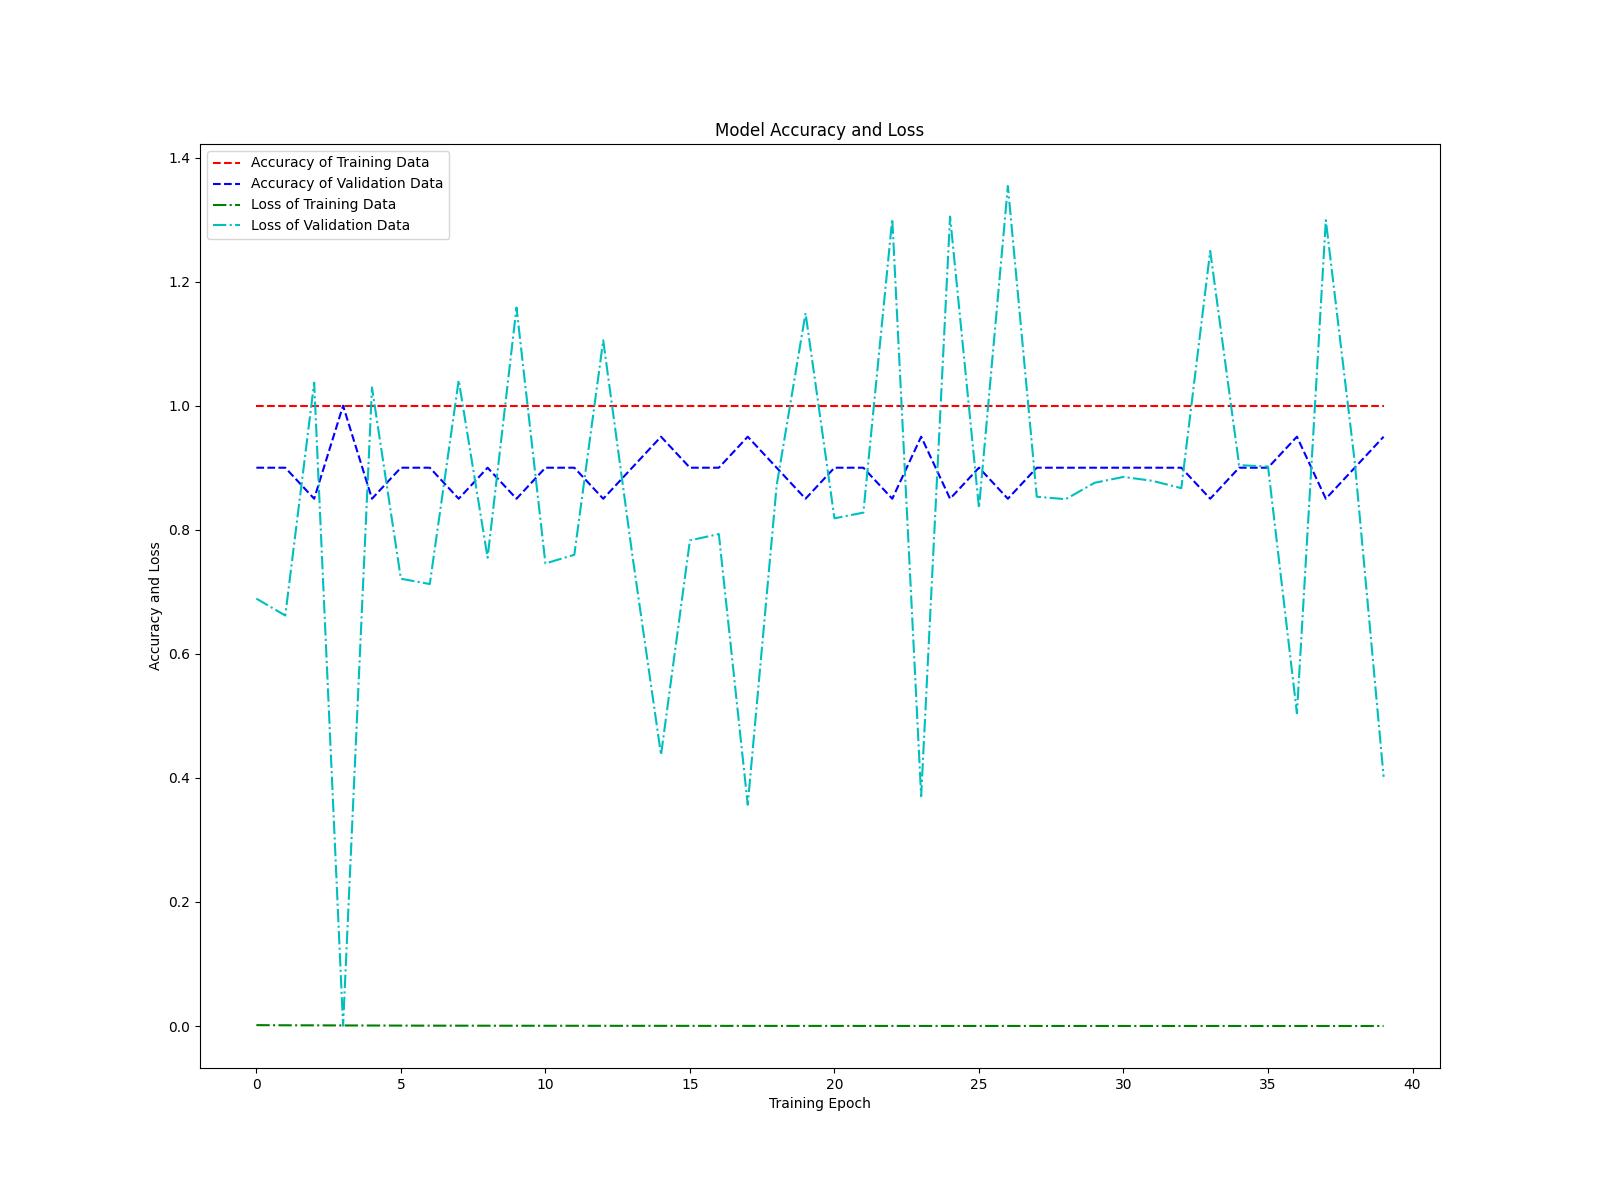 Model Accuracy and Loss
Accuracy of Training Data
Accuracy of Validation Data
Loss of Training Data
Loss of Validation Data
1.4
1.2
1.0
0.8
0.6
0.4
0.2
0.0
Accuracy and Loss
0 5 10 15 20 25 30 35 40
Training Epoch